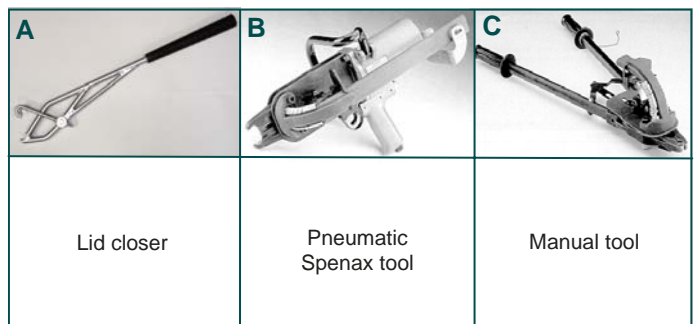 A
B
C
Lid closer
Pneumatic
Spenax tool
Manual tool